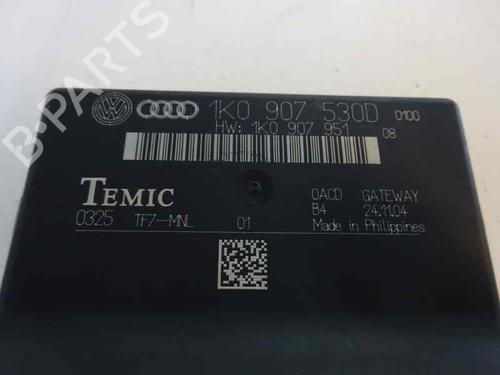 1K0 907 530D 0100
HW: 1K0 907 951 08
TEMIC
0ACD GATEWAY
0325 TF7-MNL 01 B4 24.11.04
Made in Philippines
B-PARTS